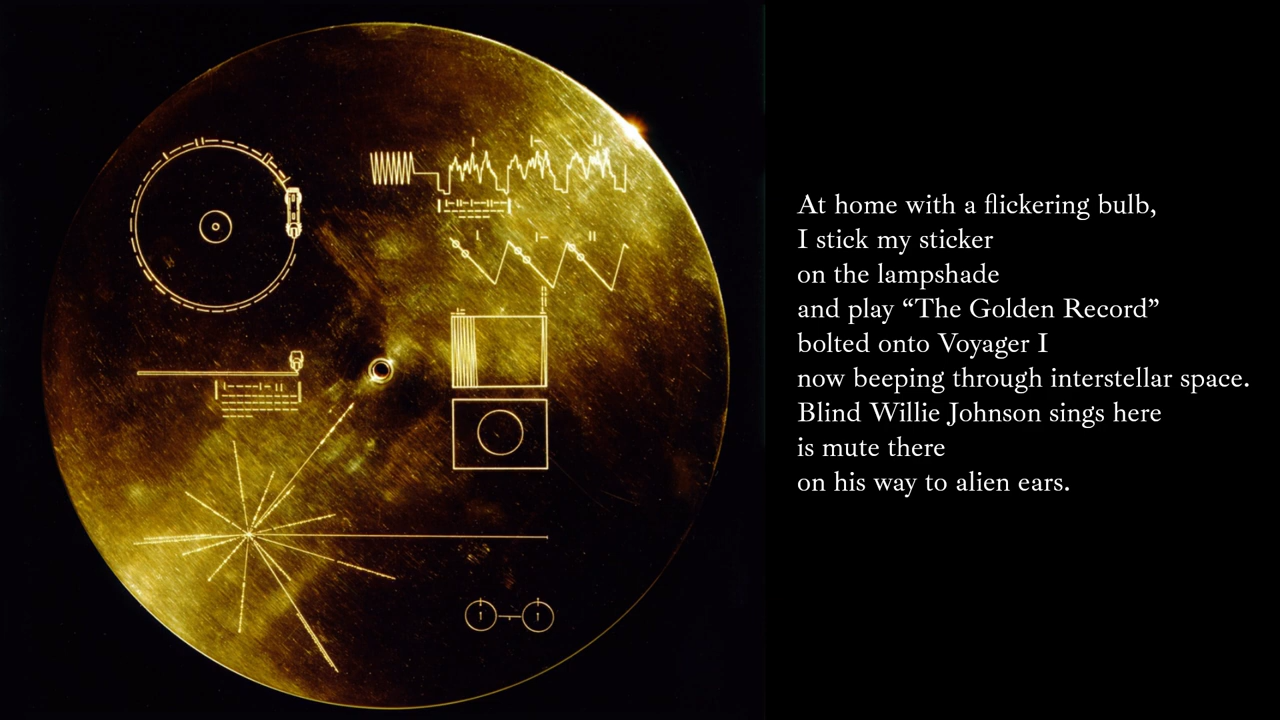 At home with a flickering bulb,
I stick my sticker
on the lampshade
and play “The Golden Record”
bolted onto Voyager I
now beeping through interstellar space.
Blind Willie Johnson sings here
is mute there
on his way to alien ears.